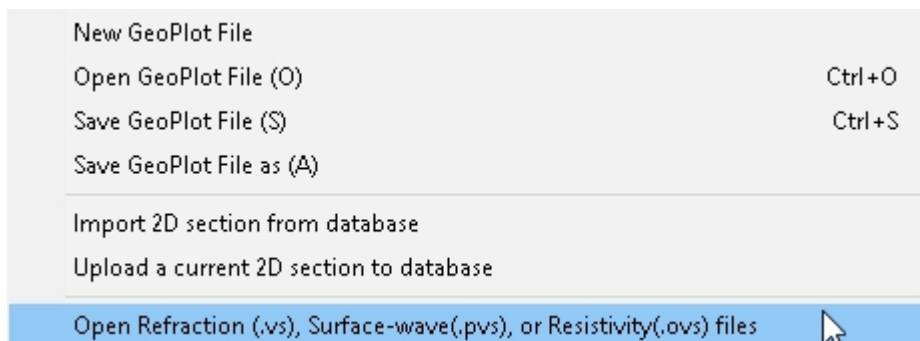 New GeoPlot File
Open GeoPlot File (O) Ctrl+O
Save GeoPlot File (S) Ctrl+S
Save GeoPlot File as (A)
Import 2D section from database
Upload a current 2D section to database
Open Refraction (.vs), Surface-wave(.pvs), or Resistivity(.ovs) files